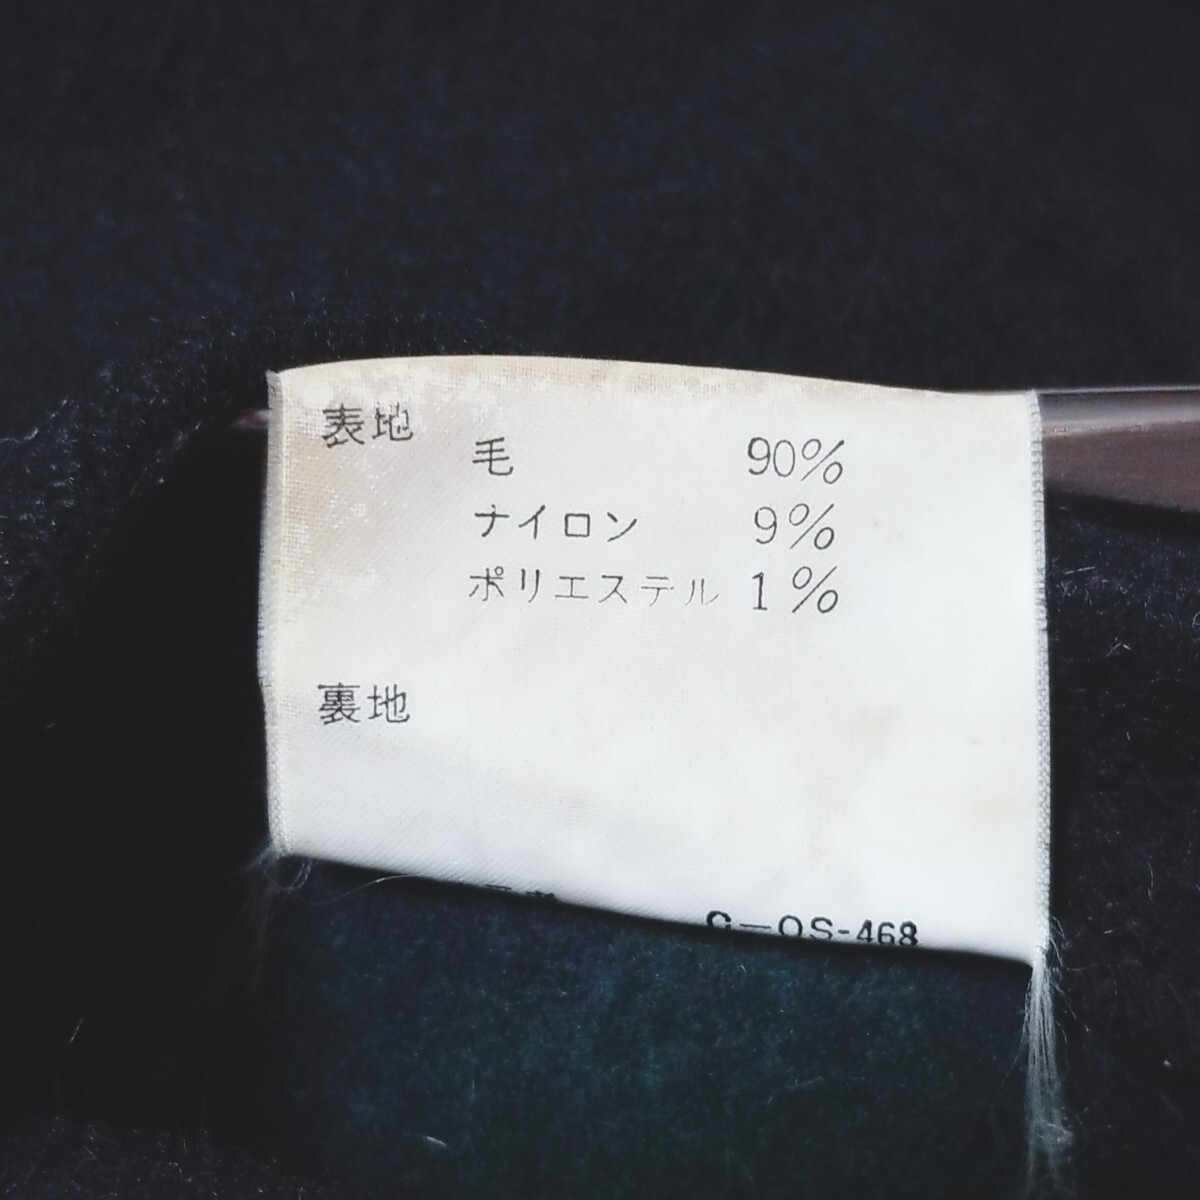 表地
毛 90%
ナイロン 9%
ポリエステル 1%
裏地
G-OS-468